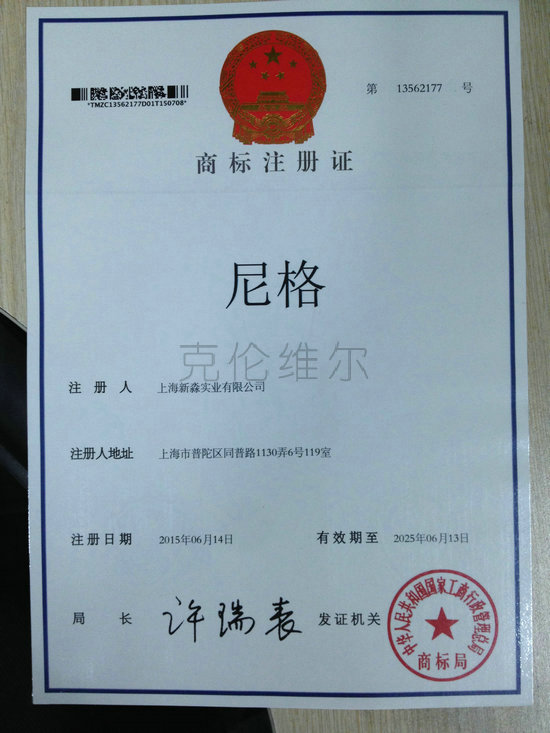 *TMZC13562177D01T150708*
第 13562177 号
商标注册证
尼格
克伦维尔
注册人 上海新淼实业有限公司
注册人地址 上海市普陀区同普路1130弄6号119室
注册日期 2015年06月14日 有效期至 2025年06月13日
局长 许瑞表 发证机关
中华人民共和国国家工商行政管理总局
商标局